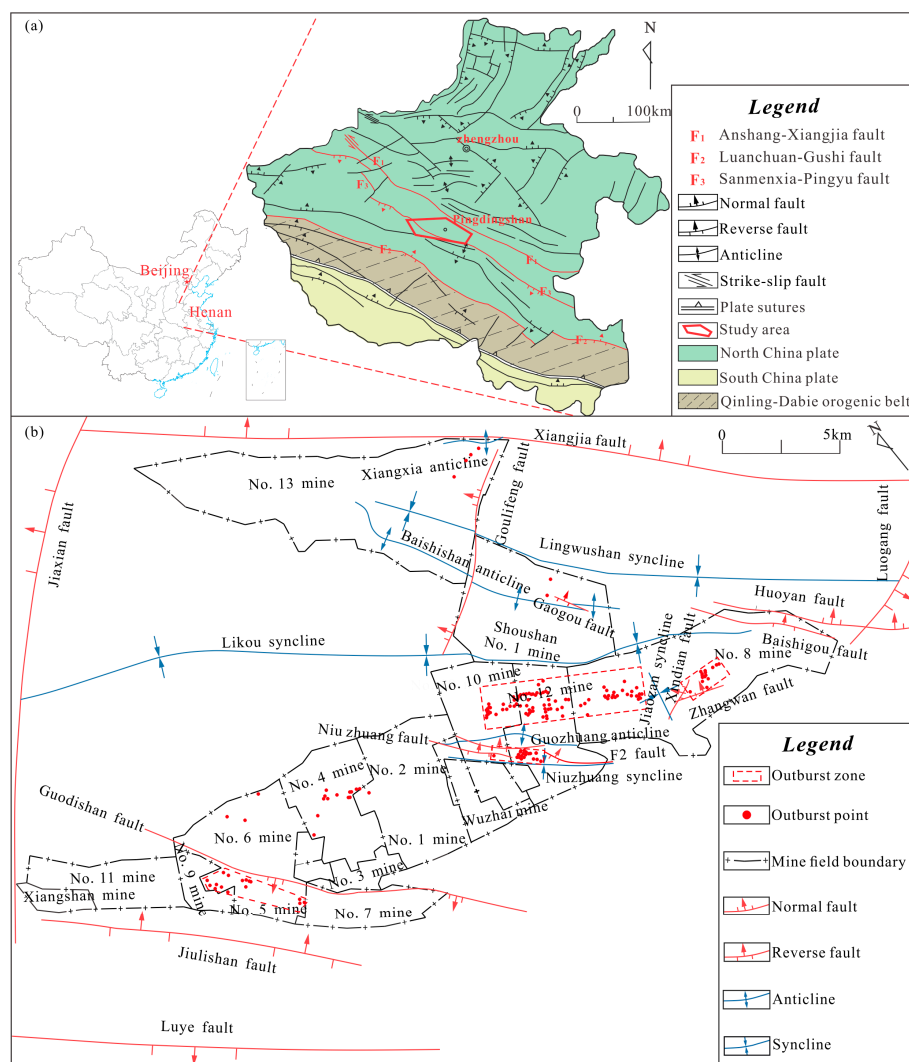 (a)
N
0
100km
zhengzhou
F1
F3
Pingdingshan
F2
F1
F3
F2
Beijing
Henan
Legend
F1 Anshang-Xiangjia fault
F2 Luanchuan-Gushi fault
F3 Sanmenxia-Pingyu fault
Normal fault
Reverse fault
Anticline
Strike-slip fault
Plate sutures
Study area
North China plate
South China plate
Qinling-Dabie orogenic belt
(b)
Xiangjia fault
0
5km
N
Xiangxia anticline
No. 13 mine
Goulifeng fault
Jiaxian fault
Luogang fault
Baishishan anticline
Lingwushan syncline
Huoyan fault
Gaogou fault
Shoushan
No. 1 mine
Likou syncline
Baishigou fault
No. 8 mine
No. 10 mine
No. 12 mine
Jiaozan syncline
Xindian fault
Zhangwan fault
Guozhuang anticline
Niu zhuang fault
F2 fault
Niuzhuang syncline
No. 4 mine
No. 2 mine
Wuzhai mine
Guodishan fault
No. 6 mine
No. 1 mine
No. 3 mine
No. 11 mine
No. 9 mine
Xiangshan mine
No. 5 mine
No. 7 mine
Jiulishan fault
Luye fault
Legend
Outburst zone
Outburst point
Mine field boundary
Normal fault
Reverse fault
Anticline
Syncline